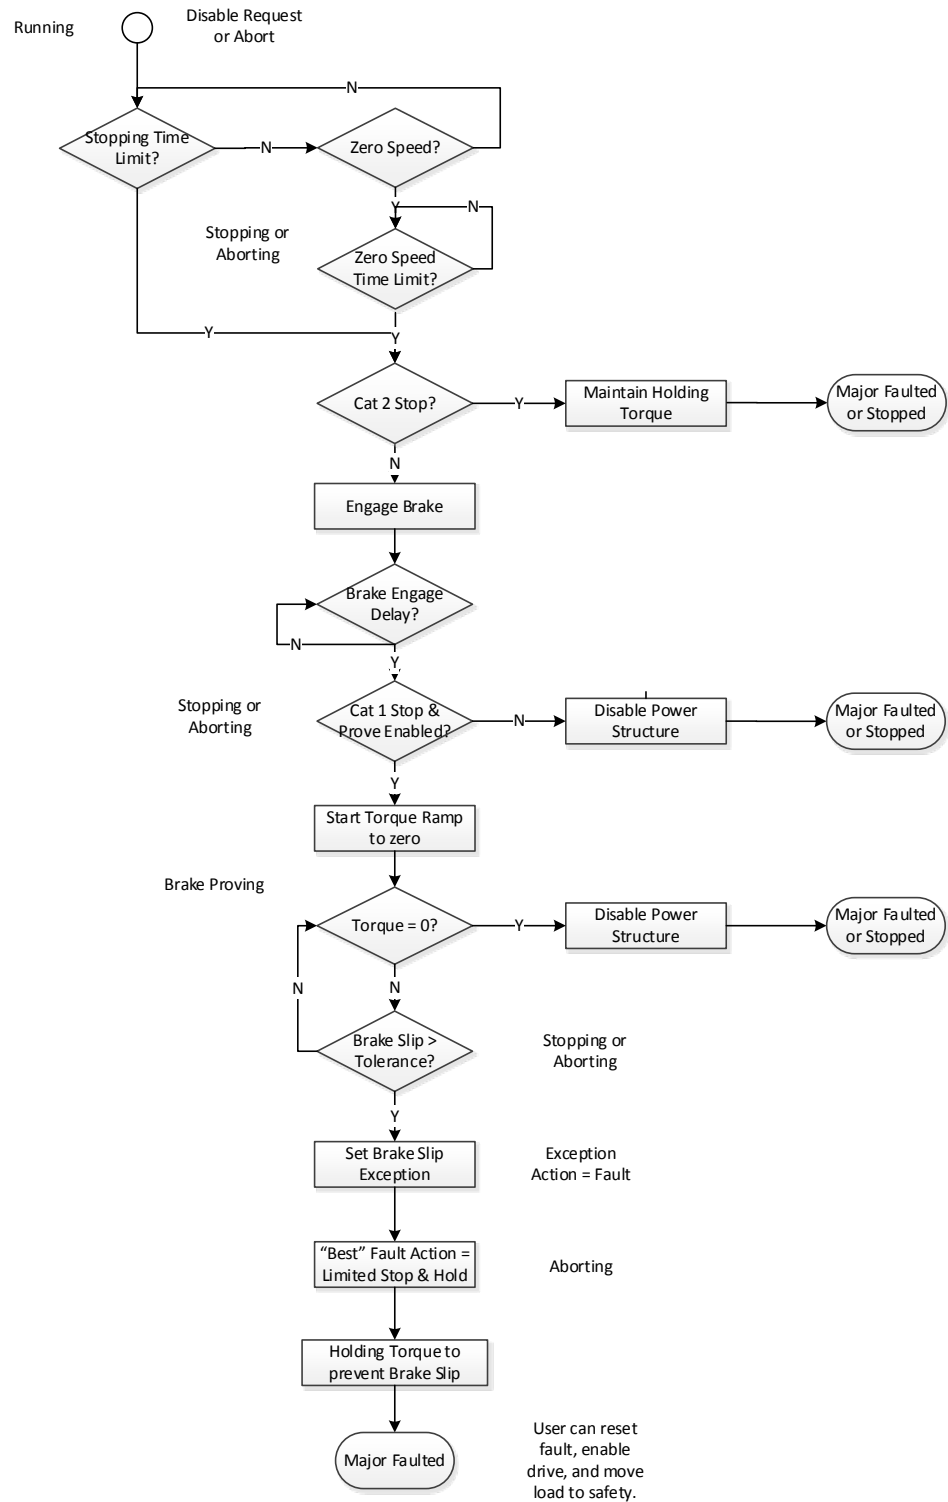 Running
Disable Request
or Abort
N
Stopping Time
Limit?
N
Zero Speed?
Y
N
Stopping or
Aborting
Zero Speed
Time Limit?
Y
Y
Cat 2 Stop?
Y
Maintain Holding
Torque
Major Faulted
or Stopped
N
Engage Brake
Brake Engage
Delay?
N
Y
Stopping or
Aborting
Cat 1 Stop &
Prove Enabled?
N
Disable Power
Structure
Major Faulted
or Stopped
Y
Start Torque Ramp
to zero
Brake Proving
Torque = 0?
Y
Disable Power
Structure
Major Faulted
or Stopped
N
N
Brake Slip >
Tolerance?
Stopping or
Aborting
Y
Set Brake Slip
Exception
Exception
Action = Fault
“Best” Fault Action =
Limited Stop & Hold
Aborting
Holding Torque to
prevent Brake Slip
Major Faulted
User can reset
fault, enable
drive, and move
load to safety.